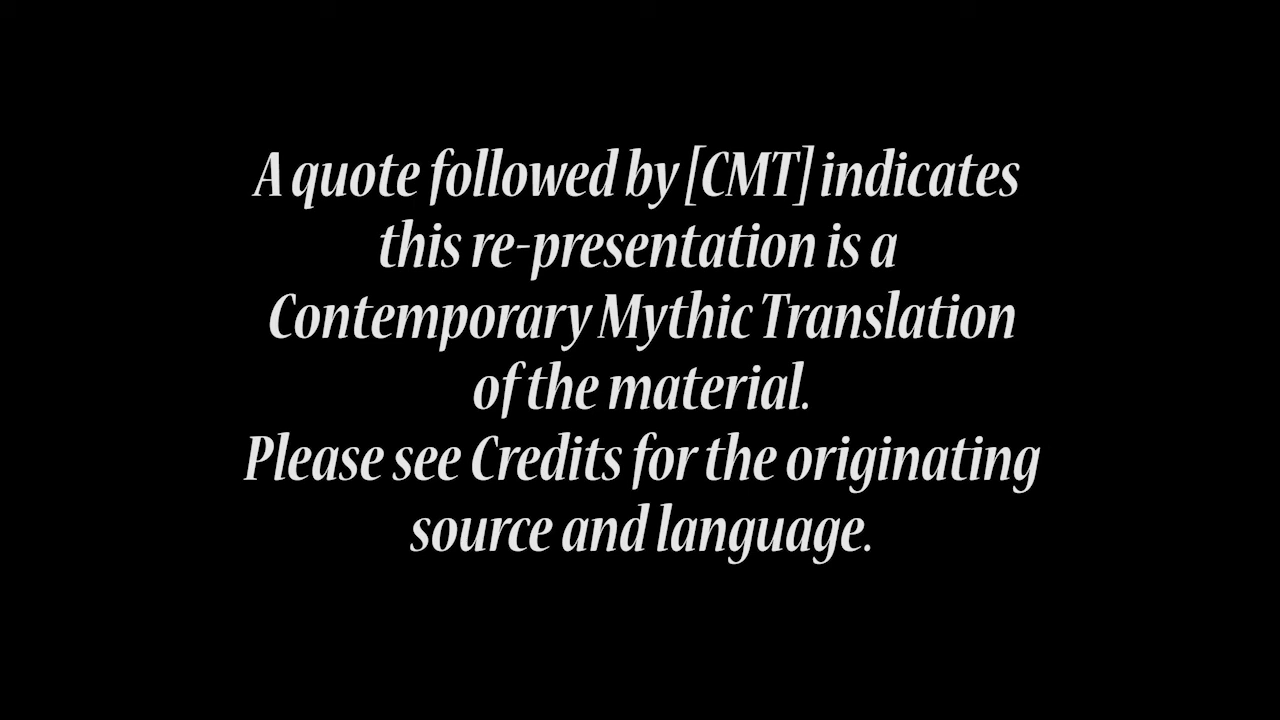 A quote followed by [CMT] indicates
this re-presentation is a
Contemporary Mythic Translation
of the material.
Please see Credits for the originating
source and language.